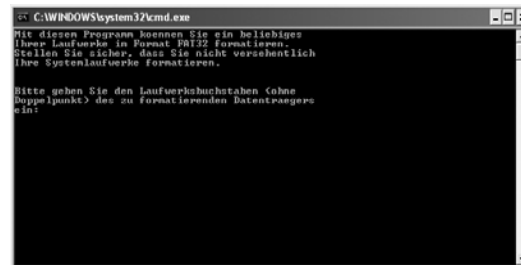 C:\WINDOWS\system32\cmd.exe
Mit diesem Programm koennen Sie ein beliebiges
Ihrer Laufwerke in Format FAT32 formatieren.
Stellen Sie sicher, dass Sie nicht versehentlich
Ihre Systemlaufwerke formatieren.
Bitte geben Sie den Laufwerksbuchstaben (ohne
Doppelpunkt) des zu formatierenden Datentraegers
ein: